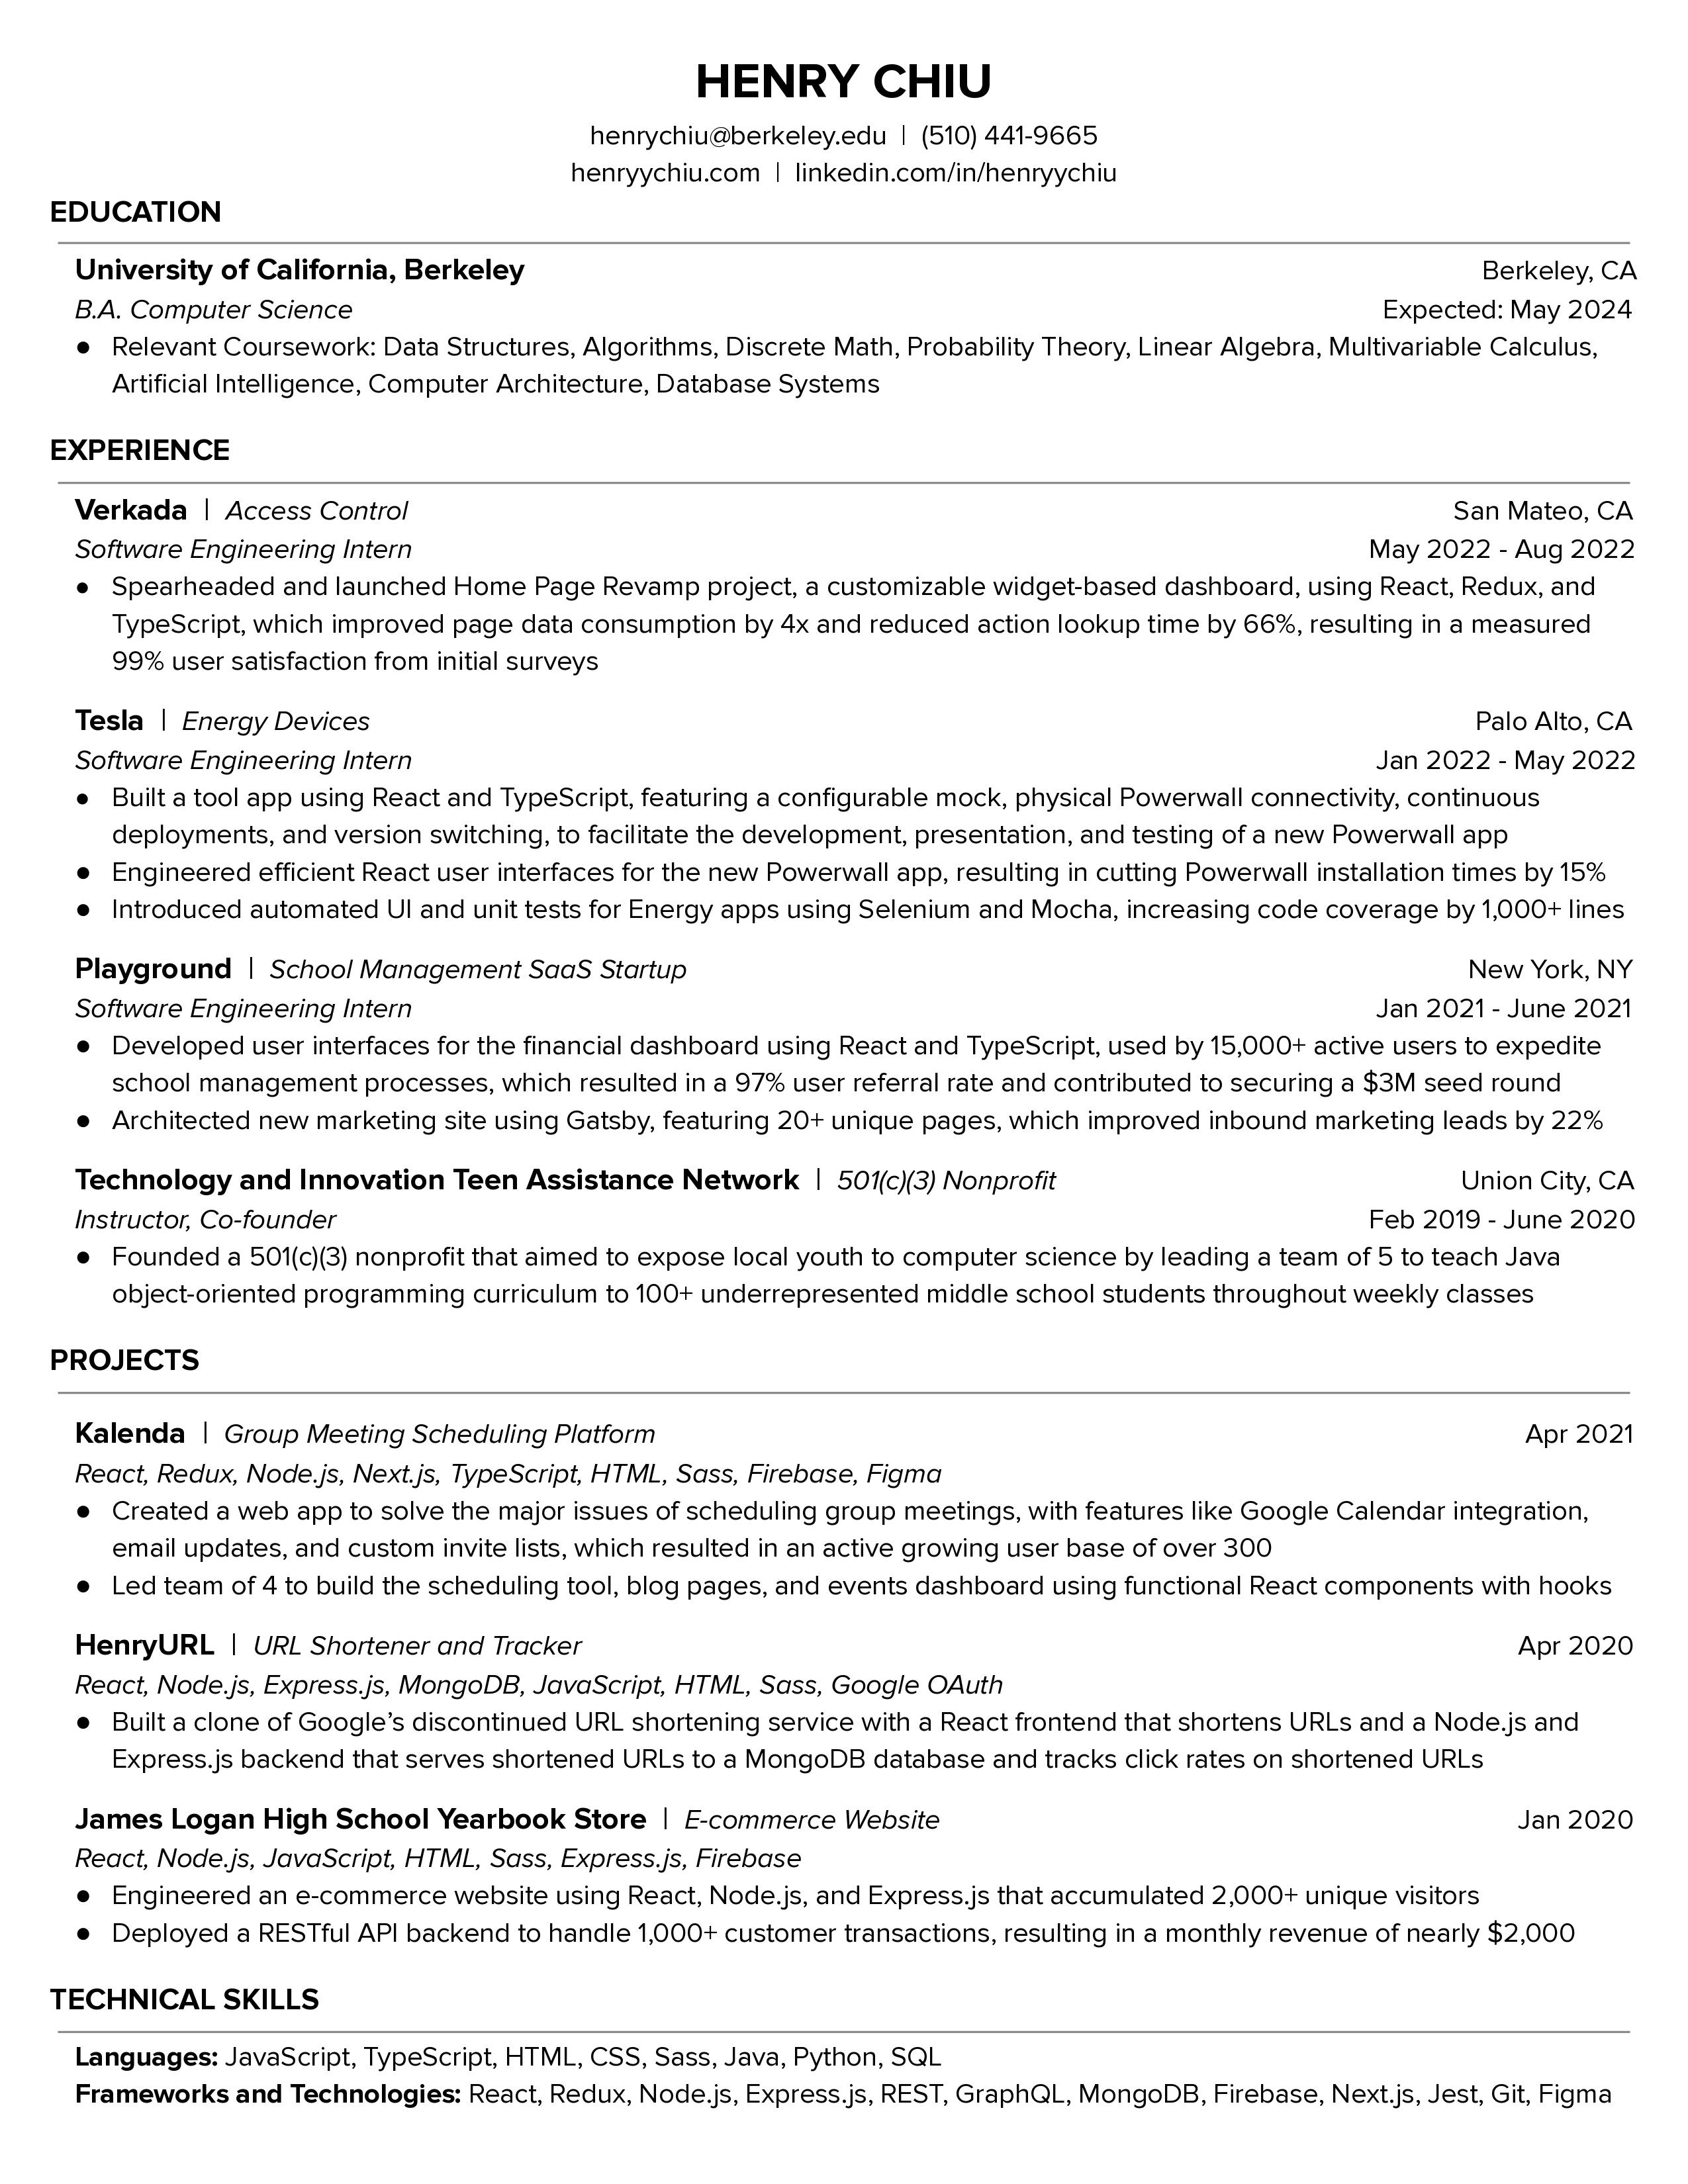 HENRY CHIU
henrychiu@berkeley.edu | (510) 441-9665
henryychiu.com | linkedin.com/in/henryychiu
EDUCATION
University of California, Berkeley Berkeley, CA
B.A. Computer Science Expected: May 2024
● Relevant Coursework: Data Structures, Algorithms, Discrete Math, Probability Theory, Linear Algebra, Multivariable Calculus,
Artificial Intelligence, Computer Architecture, Database Systems
EXPERIENCE
Verkada | Access Control San Mateo, CA
Software Engineering Intern May 2022 - Aug 2022
● Spearheaded and launched Home Page Revamp project, a customizable widget-based dashboard, using React, Redux, and
TypeScript, which improved page data consumption by 4x and reduced action lookup time by 66%, resulting in a measured
99% user satisfaction from initial surveys
Tesla | Energy Devices Palo Alto, CA
Software Engineering Intern Jan 2022 - May 2022
● Built a tool app using React and TypeScript, featuring a configurable mock, physical Powerwall connectivity, continuous
deployments, and version switching, to facilitate the development, presentation, and testing of a new Powerwall app
● Engineered efficient React user interfaces for the new Powerwall app, resulting in cutting Powerwall installation times by 15%
● Introduced automated UI and unit tests for Energy apps using Selenium and Mocha, increasing code coverage by 1,000+ lines
Playground | School Management SaaS Startup New York, NY
Software Engineering Intern Jan 2021 - June 2021
● Developed user interfaces for the financial dashboard using React and TypeScript, used by 15,000+ active users to expedite
school management processes, which resulted in a 97% user referral rate and contributed to securing a $3M seed round
● Architected new marketing site using Gatsby, featuring 20+ unique pages, which improved inbound marketing leads by 22%
Technology and Innovation Teen Assistance Network | 501(c)(3) Nonprofit Union City, CA
Instructor, Co-founder Feb 2019 - June 2020
● Founded a 501(c)(3) nonprofit that aimed to expose local youth to computer science by leading a team of 5 to teach Java
object-oriented programming curriculum to 100+ underrepresented middle school students throughout weekly classes
PROJECTS
Kalenda | Group Meeting Scheduling Platform Apr 2021
React, Redux, Node.js, Next.js, TypeScript, HTML, Sass, Firebase, Figma
● Created a web app to solve the major issues of scheduling group meetings, with features like Google Calendar integration,
email updates, and custom invite lists, which resulted in an active growing user base of over 300
● Led team of 4 to build the scheduling tool, blog pages, and events dashboard using functional React components with hooks
HenryURL | URL Shortener and Tracker Apr 2020
React, Node.js, Express.js, MongoDB, JavaScript, HTML, Sass, Google OAuth
● Built a clone of Google’s discontinued URL shortening service with a React frontend that shortens URLs and a Node.js and
Express.js backend that serves shortened URLs to a MongoDB database and tracks click rates on shortened URLs
James Logan High School Yearbook Store | E-commerce Website Jan 2020
React, Node.js, JavaScript, HTML, Sass, Express.js, Firebase
● Engineered an e-commerce website using React, Node.js, and Express.js that accumulated 2,000+ unique visitors
● Deployed a RESTful API backend to handle 1,000+ customer transactions, resulting in a monthly revenue of nearly $2,000
TECHNICAL SKILLS
Languages: JavaScript, TypeScript, HTML, CSS, Sass, Java, Python, SQL
Frameworks and Technologies: React, Redux, Node.js, Express.js, REST, GraphQL, MongoDB, Firebase, Next.js, Jest, Git, Figma